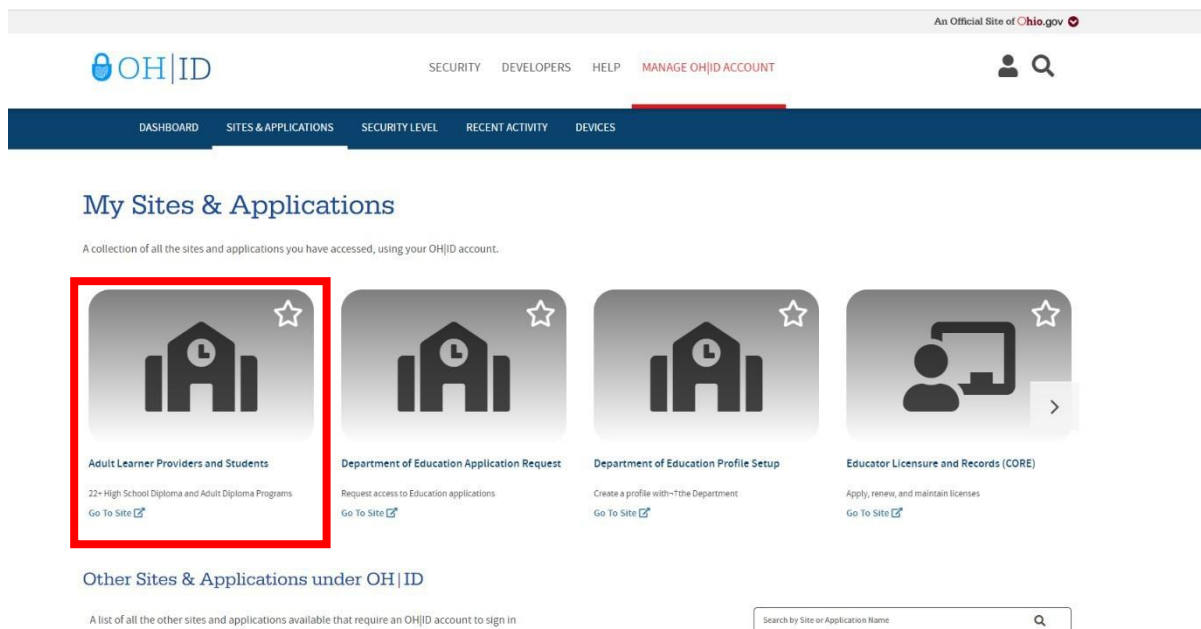 An Official Site of Ohio.gov
OH|ID
SECURITY DEVELOPERS HELP MANAGE OH|ID ACCOUNT
DASHBOARD SITES & APPLICATIONS SECURITY LEVEL RECENT ACTIVITY DEVICES
My Sites & Applications
A collection of all the sites and applications you have accessed, using your OH|ID account.
Adult Learner Providers and Students
22+ High School Diploma and Adult Diploma Programs
Go To Site
Department of Education Application Request
Request access to Education applications
Go To Site
Department of Education Profile Setup
Create a profile with¬†the Department
Go To Site
Educator Licensure and Records (CORE)
Apply, renew, and maintain licenses
Go To Site
Other Sites & Applications under OH|ID
A list of all the other sites and applications available that require an OH|ID account to sign in
Search by Site or Application Name